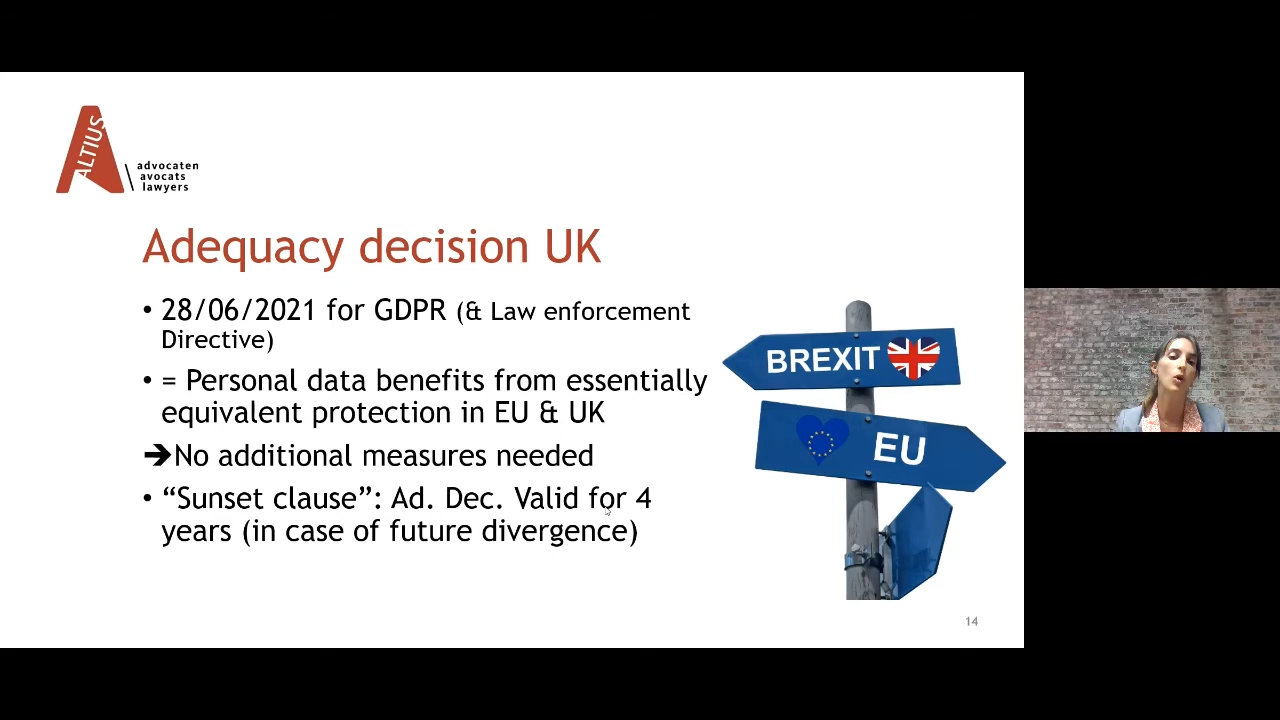 ALTIUS
advocaten
avocats
lawyers
Adequacy decision UK
• 28/06/2021 for GDPR (& Law enforcement
Directive)
• = Personal data benefits from essentially
equivalent protection in EU & UK
➔No additional measures needed
• “Sunset clause”: Ad. Dec. Valid for 4
years (in case of future divergence)
BREXIT
EU
14